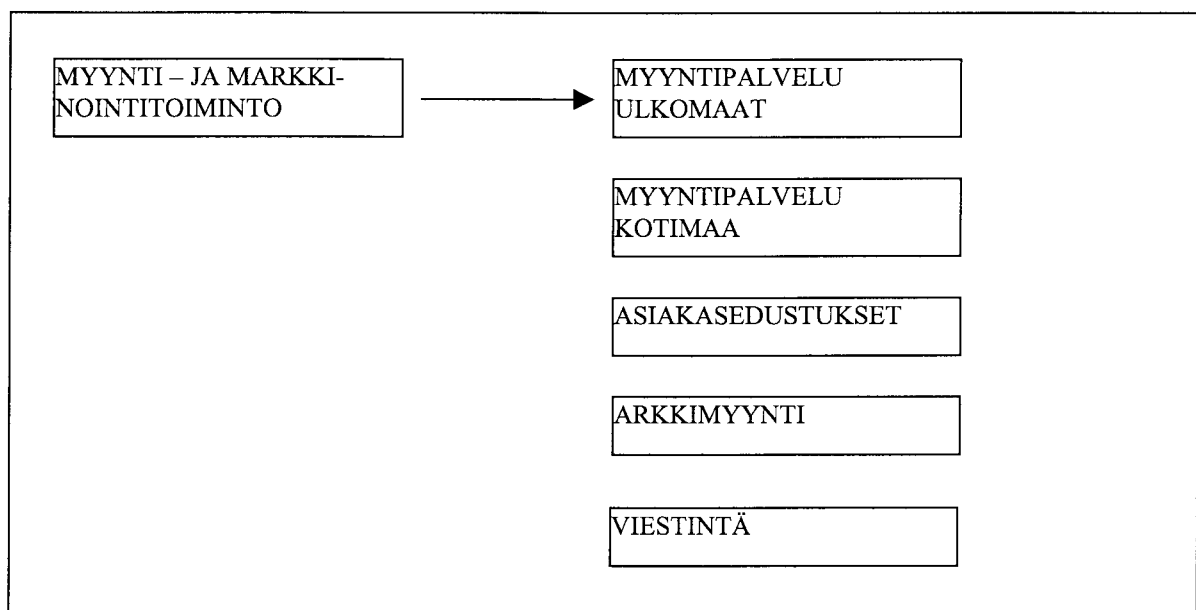 MYYNTI – JA MARKKI-
NOINTITOIMINTO
MYYNTIPALVELU
ULKOMAAT
MYYNTIPALVELU
KOTIMAA
ASIAKASEDUSTUKSET
ARKKIMYYNTI
VIESTINTÄ